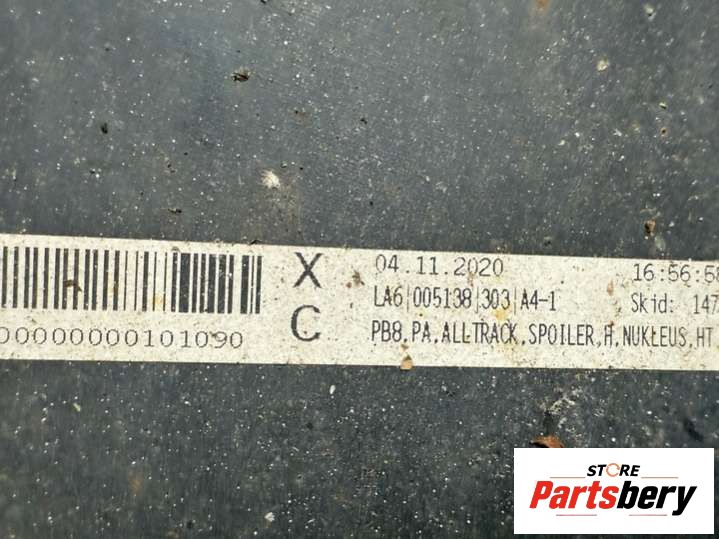 X
C
00000000101090
04.11.2020 16:56:58
LA6|005138|303|A4-1 Skid: 147
PB8,PA,ALLTRACK,SPOILER,H,NUKLEUS,HT
STORE
Partsbery